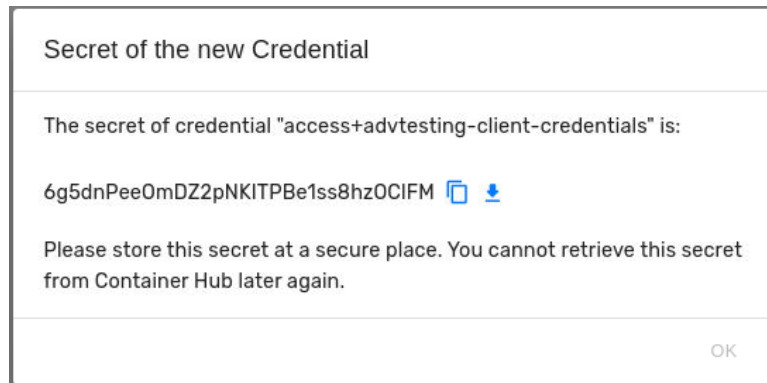 Secret of the new Credential
The secret of credential "access+advtesting-client-credentials" is:
6g5dnPeeOmDZ2pNKlTPBe1ss8hzOClFM
Please store this secret at a secure place. You cannot retrieve this secret
from Container Hub later again.
OK